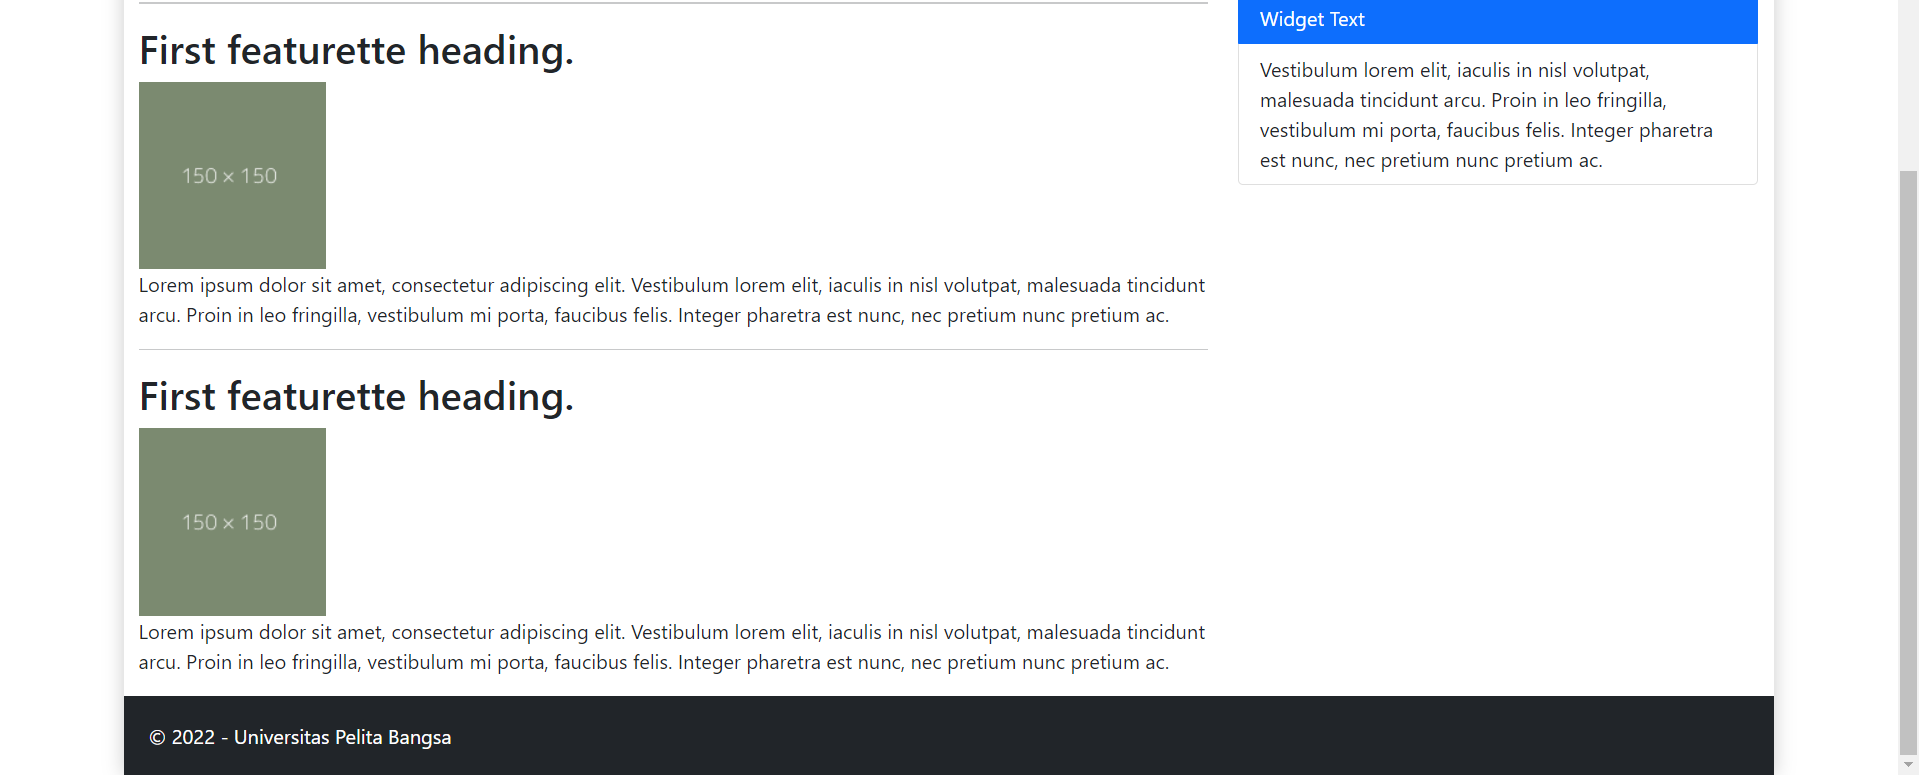 First featurette heading.
150 × 150
Lorem ipsum dolor sit amet, consectetur adipiscing elit. Vestibulum lorem elit, iaculis in nisl volutpat, malesuada tincidunt
arcu. Proin in leo fringilla, vestibulum mi porta, faucibus felis. Integer pharetra est nunc, nec pretium nunc pretium ac.
First featurette heading.
150 × 150
Lorem ipsum dolor sit amet, consectetur adipiscing elit. Vestibulum lorem elit, iaculis in nisl volutpat, malesuada tincidunt
arcu. Proin in leo fringilla, vestibulum mi porta, faucibus felis. Integer pharetra est nunc, nec pretium nunc pretium ac.
Widget Text
Vestibulum lorem elit, iaculis in nisl volutpat,
malesuada tincidunt arcu. Proin in leo fringilla,
vestibulum mi porta, faucibus felis. Integer pharetra
est nunc, nec pretium nunc pretium ac.
© 2022 - Universitas Pelita Bangsa